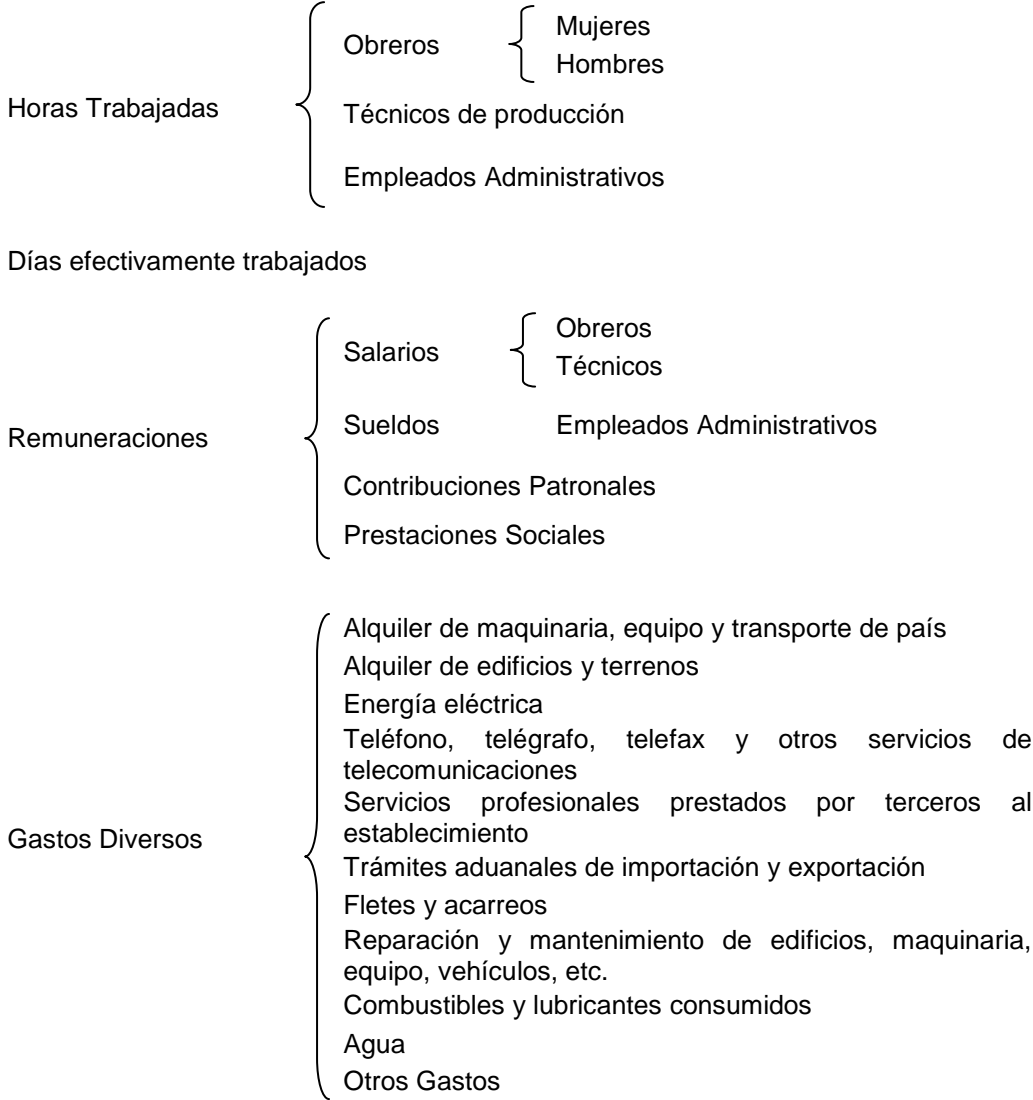 Horas Trabajadas
Obreros
Mujeres
Hombres
Técnicos de producción
Empleados Administrativos
Días efectivamente trabajados
Remuneraciones
Salarios
Obreros
Técnicos
Sueldos
Empleados Administrativos
Contribuciones Patronales
Prestaciones Sociales
Gastos Diversos
Alquiler de maquinaria, equipo y transporte de país
Alquiler de edificios y terrenos
Energía eléctrica
Teléfono, telégrafo, telefax y otros servicios de
telecomunicaciones
Servicios profesionales prestados por terceros al
establecimiento
Trámites aduanales de importación y exportación
Fletes y acarreos
Reparación y mantenimiento de edificios, maquinaria,
equipo, vehículos, etc.
Combustibles y lubricantes consumidos
Agua
Otros Gastos